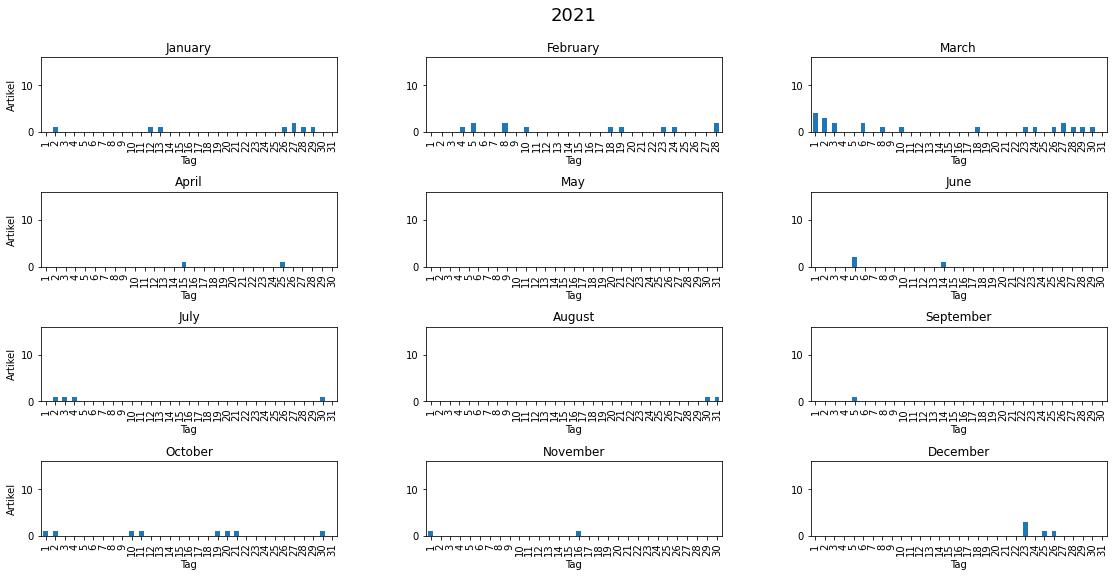 2021
January
February
March
Artikel
10
0
1 2 3 4 5 6 7 8 9 10 11 12 13 14 15 16 17 18 19 20 21 22 23 24 25 26 27 28 29 30 31
Tag
10
0
1 2 3 4 5 6 7 8 9 10 11 12 13 14 15 16 17 18 19 20 21 22 23 24 25 26 27 28
Tag
10
0
1 2 3 4 5 6 7 8 9 10 11 12 13 14 15 16 17 18 19 20 21 22 23 24 25 26 27 28 29 30 31
Tag
April
May
June
Artikel
10
0
1 2 3 4 5 6 7 8 9 10 11 12 13 14 15 16 17 18 19 20 21 22 23 24 25 26 27 28 29 30
Tag
10
0
1 2 3 4 5 6 7 8 9 10 11 12 13 14 15 16 17 18 19 20 21 22 23 24 25 26 27 28 29 30 31
Tag
10
0
1 2 3 4 5 6 7 8 9 10 11 12 13 14 15 16 17 18 19 20 21 22 23 24 25 26 27 28 29 30
Tag
July
August
September
Artikel
10
0
1 2 3 4 5 6 7 8 9 10 11 12 13 14 15 16 17 18 19 20 21 22 23 24 25 26 27 28 29 30 31
Tag
10
0
1 2 3 4 5 6 7 8 9 10 11 12 13 14 15 16 17 18 19 20 21 22 23 24 25 26 27 28 29 30 31
Tag
10
0
1 2 3 4 5 6 7 8 9 10 11 12 13 14 15 16 17 18 19 20 21 22 23 24 25 26 27 28 29 30
Tag
October
November
December
Artikel
10
0
1 2 3 4 5 6 7 8 9 10 11 12 13 14 15 16 17 18 19 20 21 22 23 24 25 26 27 28 29 30 31
Tag
10
0
1 2 3 4 5 6 7 8 9 10 11 12 13 14 15 16 17 18 19 20 21 22 23 24 25 26 27 28 29 30
Tag
10
0
1 2 3 4 5 6 7 8 9 10 11 12 13 14 15 16 17 18 19 20 21 22 23 24 25 26 27 28 29 30 31
Tag